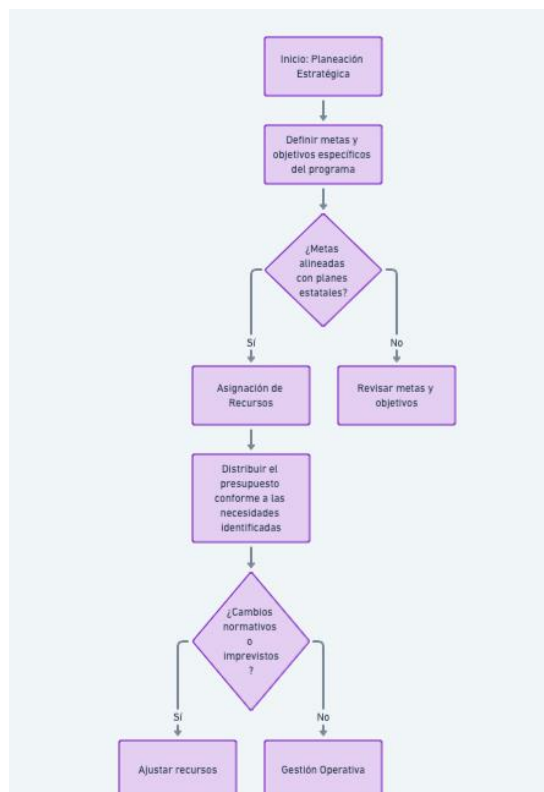 Inicio: Planeación
Estratégica
Definir metas y
objetivos específicos
del programa
¿Metas
alineadas
con planes
estatales?
Sí
No
Asignación de
Recursos
Revisar metas y
objetivos
Distribuir el
presupuesto
conforme a las
necesidades
identificadas
¿Cambios
normativos
o
imprevistos
?
Sí
No
Ajustar recursos
Gestión Operativa